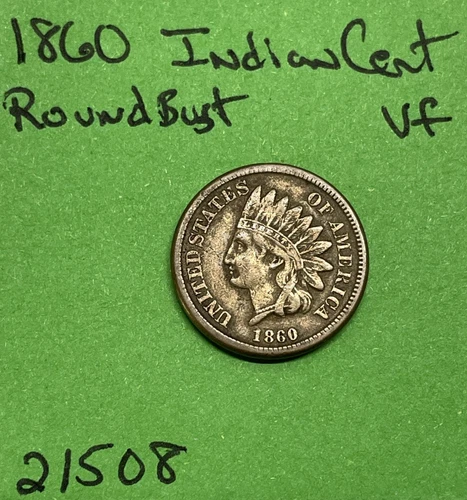 1860 Indian Cent
Round Bust VF
UNITED STATES OF AMERICA
1860
21508